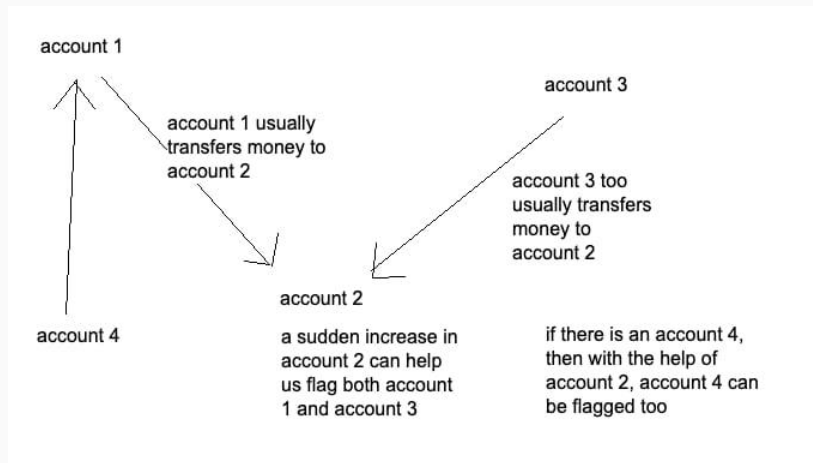 account 1
account 3
account 1 usually
transfers money to
account 2
account 3 too
usually transfers
money to
account 2
account 2
account 4
a sudden increase in
account 2 can help
us flag both account
1 and account 3
if there is an account 4,
then with the help of
account 2, account 4 can
be flagged too